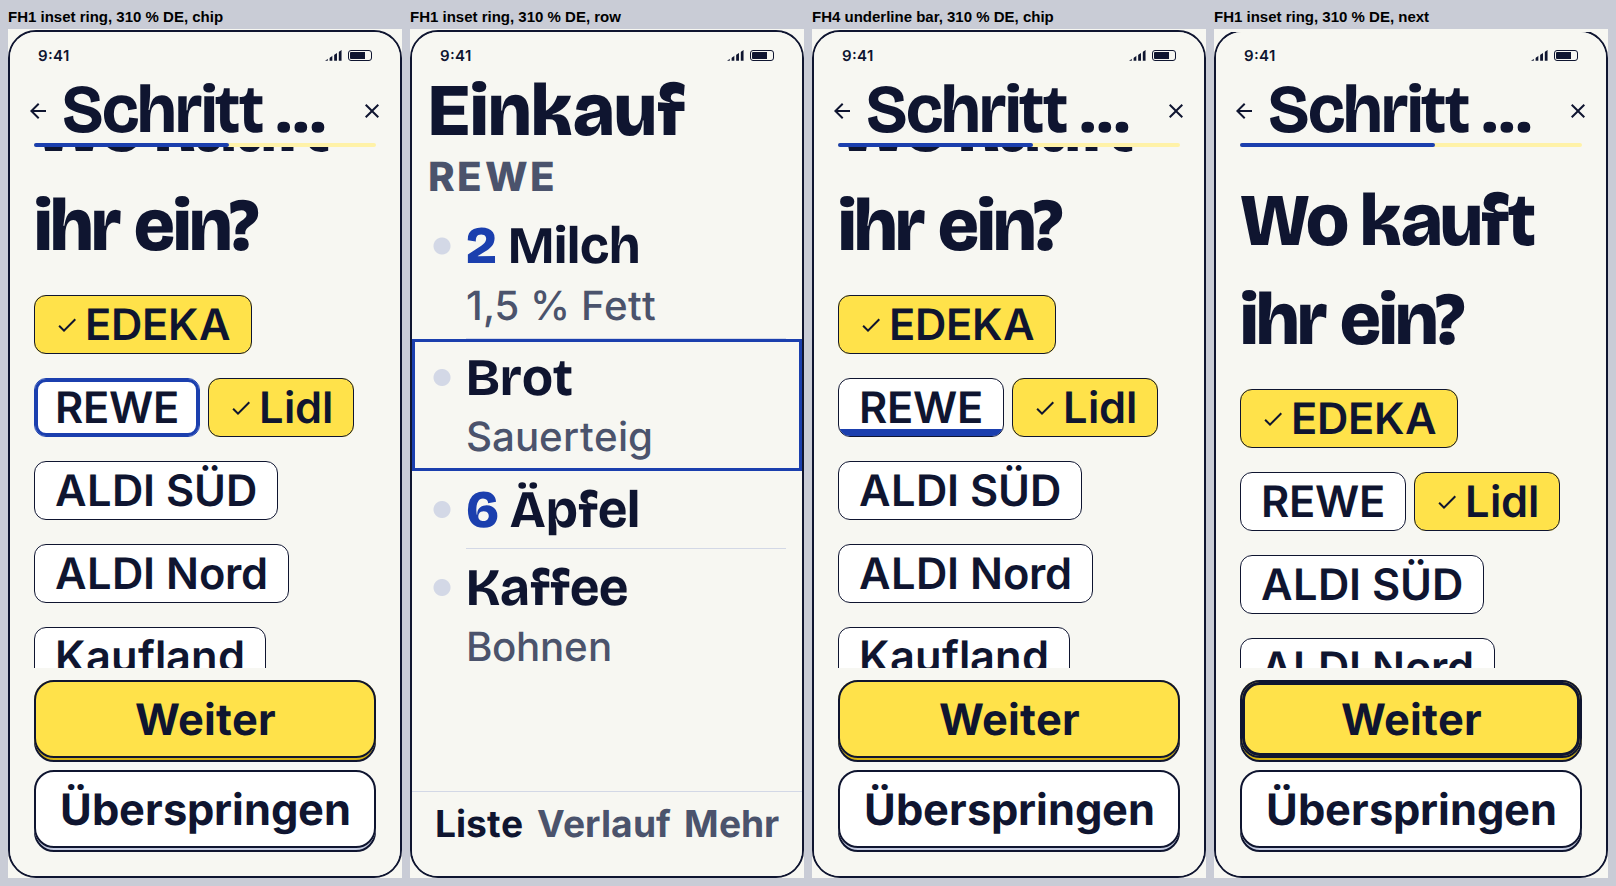 FH1 inset ring, 310 % DE, chip
9:41
Schritt ...
ihr ein?
EDEKA
REWE
Lidl
ALDI SÜD
ALDI Nord
Kaufland
Weiter
Überspringen
FH1 inset ring, 310 % DE, row
9:41
Einkauf
REWE
2 Milch
1,5 % Fett
Brot
Sauerteig
6 Äpfel
Kaffee
Bohnen
Liste Verlauf Mehr
FH4 underline bar, 310 % DE, chip
9:41
Schritt ...
ihr ein?
EDEKA
REWE
Lidl
ALDI SÜD
ALDI Nord
Kaufland
Weiter
Überspringen
FH1 inset ring, 310 % DE, next
9:41
Schritt ...
Wo kauft
ihr ein?
EDEKA
REWE
Lidl
ALDI SÜD
ALDI Nord
Weiter
Überspringen